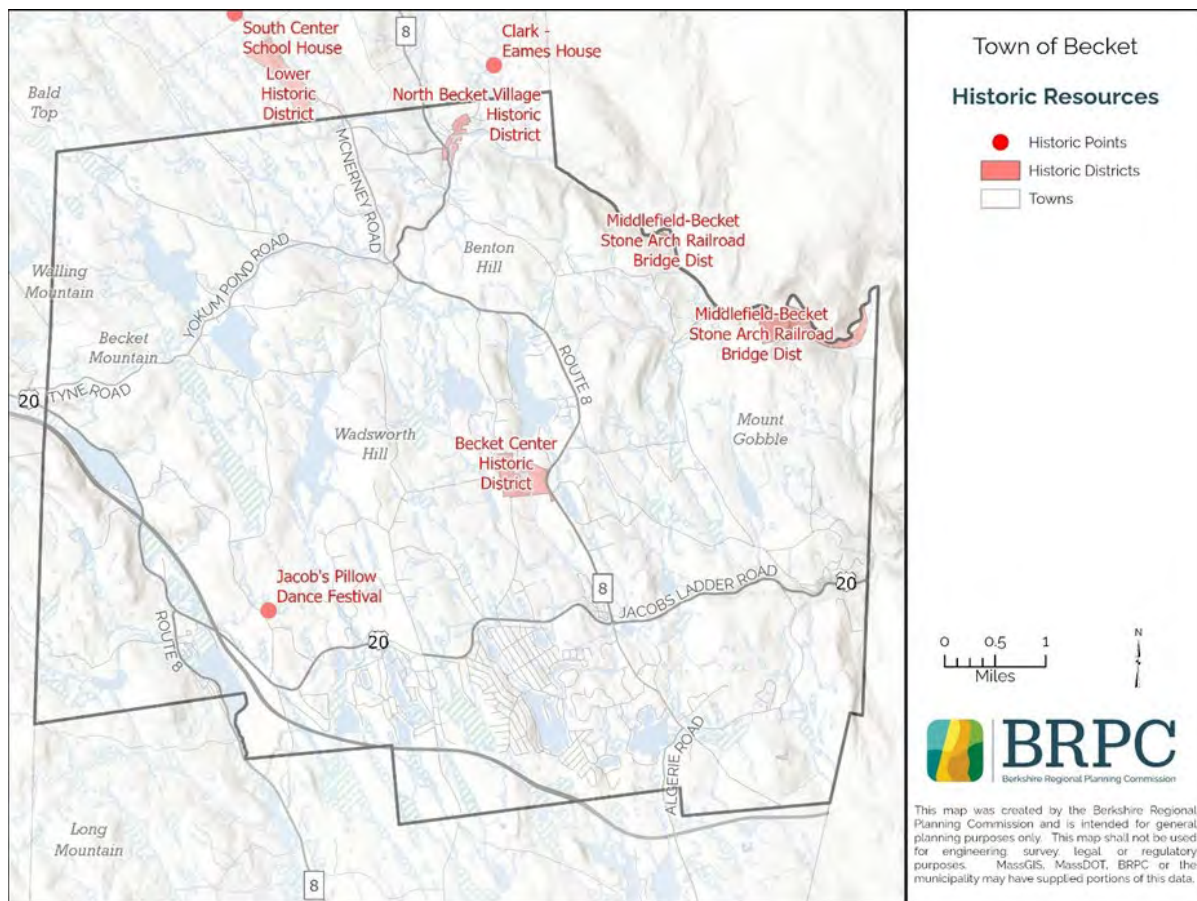 South Center
School House
8
Clark -
Eames House
Lower
Historic
District
North Becket Village
Historic
District
Bald
Top
MCNERNEY ROAD
Middlefield-Becket
Stone Arch Railroad
Bridge Dist
Benton
Hill
Walling
Mountain
YOKUM POND ROAD
Middlefield-Becket
Stone Arch Railroad
Bridge Dist
Becket
Mountain
ROUTE 8
20
TYNE ROAD
Wadsworth
Hill
Becket Center
Historic
District
Mount
Gobble
Jacob's Pillow
Dance Festival
8
JACOBS LADDER ROAD
20
ROUTE 8
20
ALGERIE ROAD
Long
Mountain
8
Town of Becket
Historic Resources
Historic Points
Historic Districts
Towns
0 0.5 1
Miles
N
BRPC
Berkshire Regional Planning Commission
This map was created by the Berkshire Regional
Planning Commission and is intended for general
planning purposes only. This map shall not be used
for engineering, survey, legal, or regulatory
purposes. MassGIS, MassDOT, BRPC or the
municipality may have supplied portions of this data.